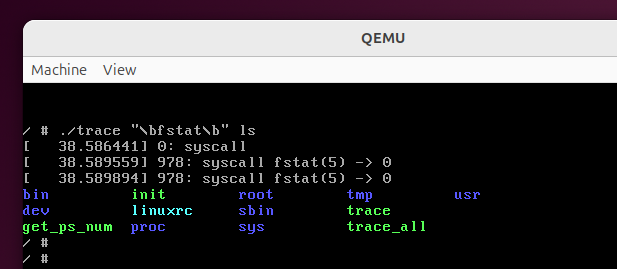 QEMU
Machine View
/ # ./trace "\bfstat\b" ls
[   38.586441] 0: syscall
[   38.589559] 978: syscall fstat(5) -> 0
[   38.589894] 978: syscall fstat(5) -> 0
bin          init         root         tmp          usr
dev          linuxrc      sbin         trace
get_ps_num   proc         sys          trace_all
/ #
/ #